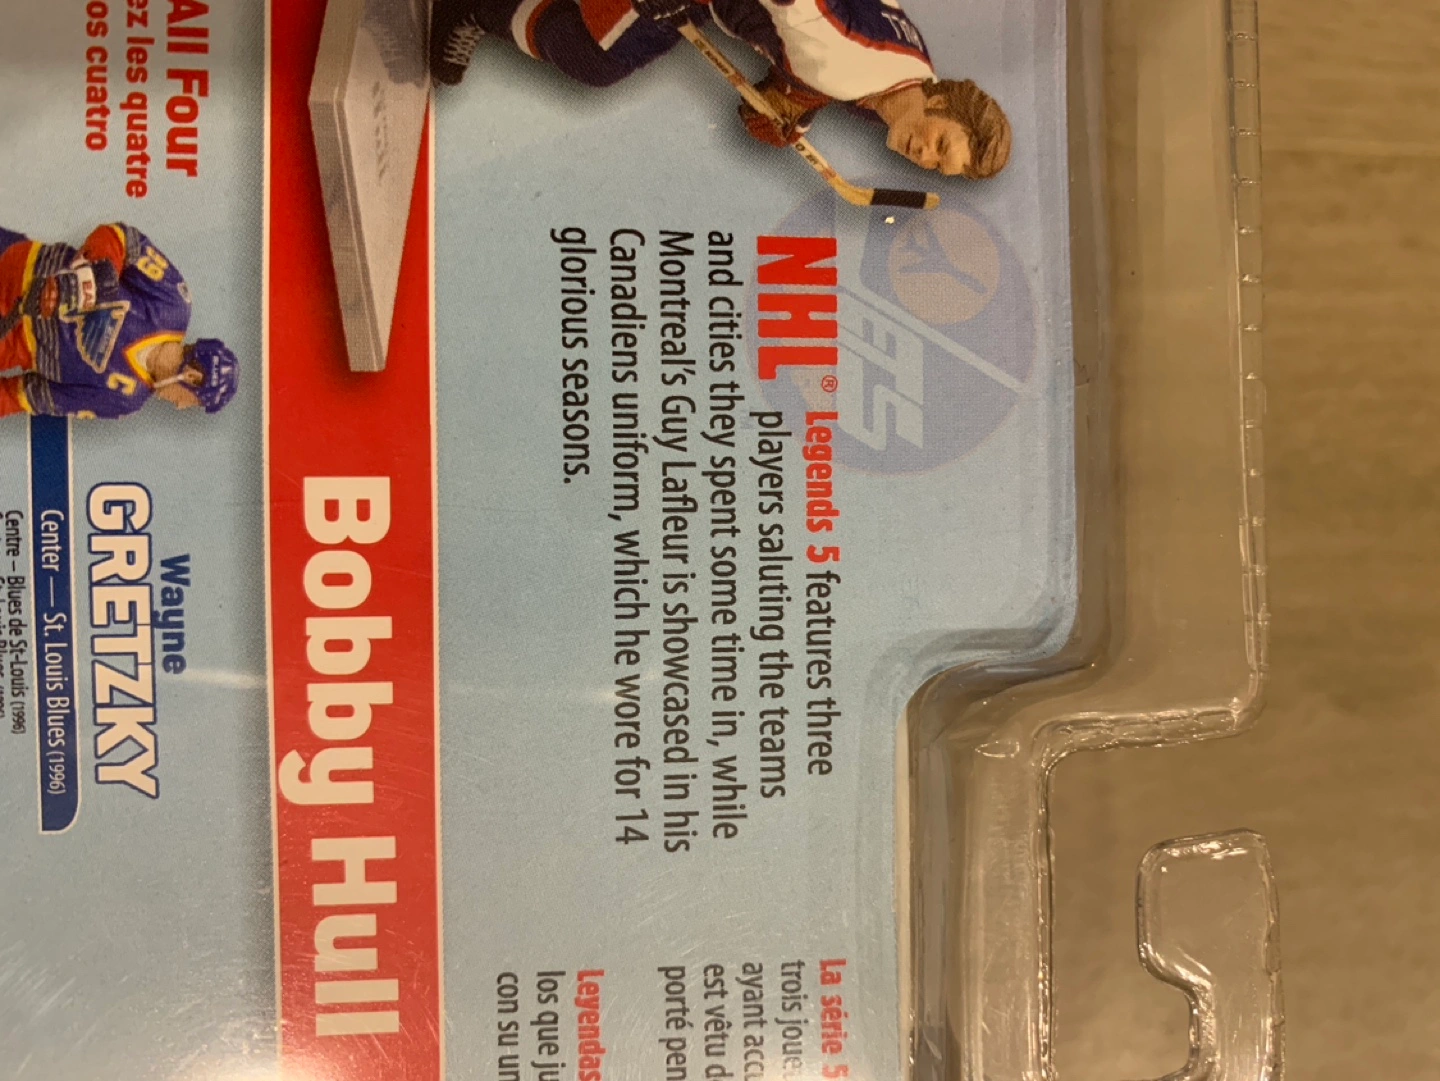 NHL® Legends 5 features three
players saluting the teams
and cities they spent some time in, while
Montreal's Guy Lafleur is showcased in his
Canadiens uniform, which he wore for 14
glorious seasons.
La série 5
trois joue
ayant acc
est vêtu d
porté pen
Leyendas
los que ju
con su un
JETS
Bobby Hull
All Four
ez les quatre
os cuatro
Wayne
GRETZKY
Center — St. Louis Blues (1996)
Centre – Blues de St-Louis (1996)